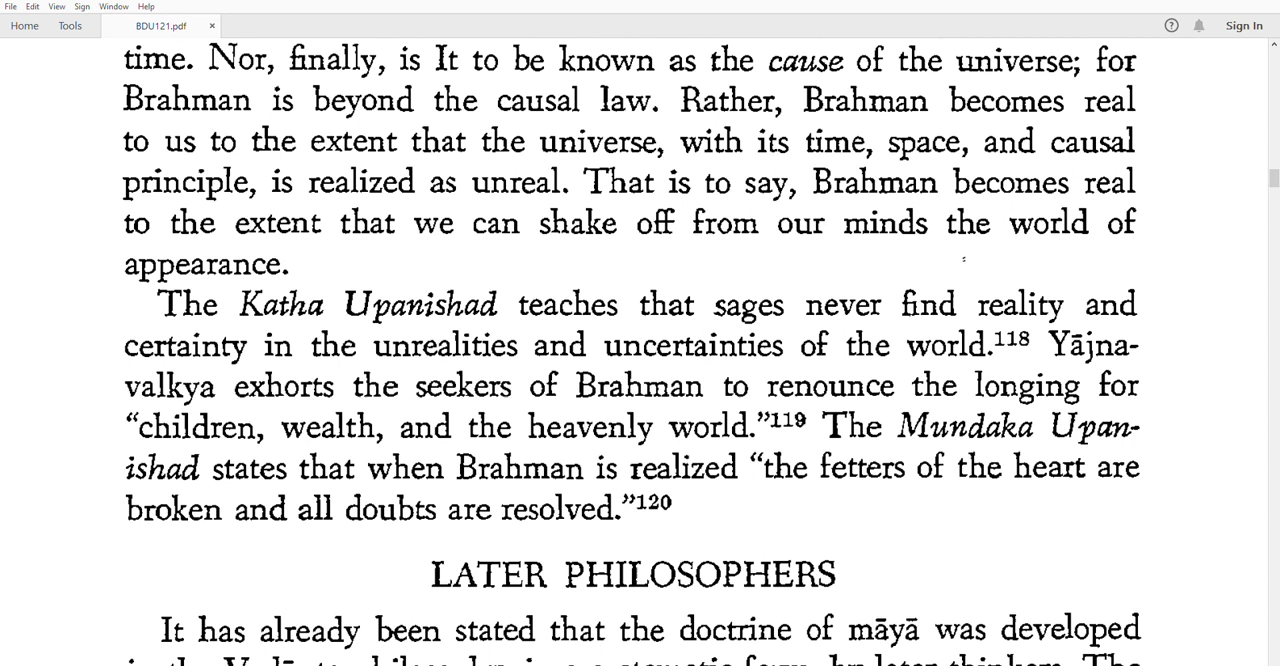 File Edit View Sign Window Help
Home Tools BDU121.pdf × ? Sign In
time. Nor, finally, is It to be known as the cause of the universe; for
Brahman is beyond the causal law. Rather, Brahman becomes real
to us to the extent that the universe, with its time, space, and causal
principle, is realized as unreal. That is to say, Brahman becomes real
to the extent that we can shake off from our minds the world of
appearance.
The Katha Upanishad teaches that sages never find reality and
certainty in the unrealities and uncertainties of the world.¹¹⁸ Yājna-
valkya exhorts the seekers of Brahman to renounce the longing for
“children, wealth, and the heavenly world.”¹¹⁹ The Mundaka Upan-
ishad states that when Brahman is realized “the fetters of the heart are
broken and all doubts are resolved.”¹²⁰
LATER PHILOSOPHERS
It has already been stated that the doctrine of māyā was developed